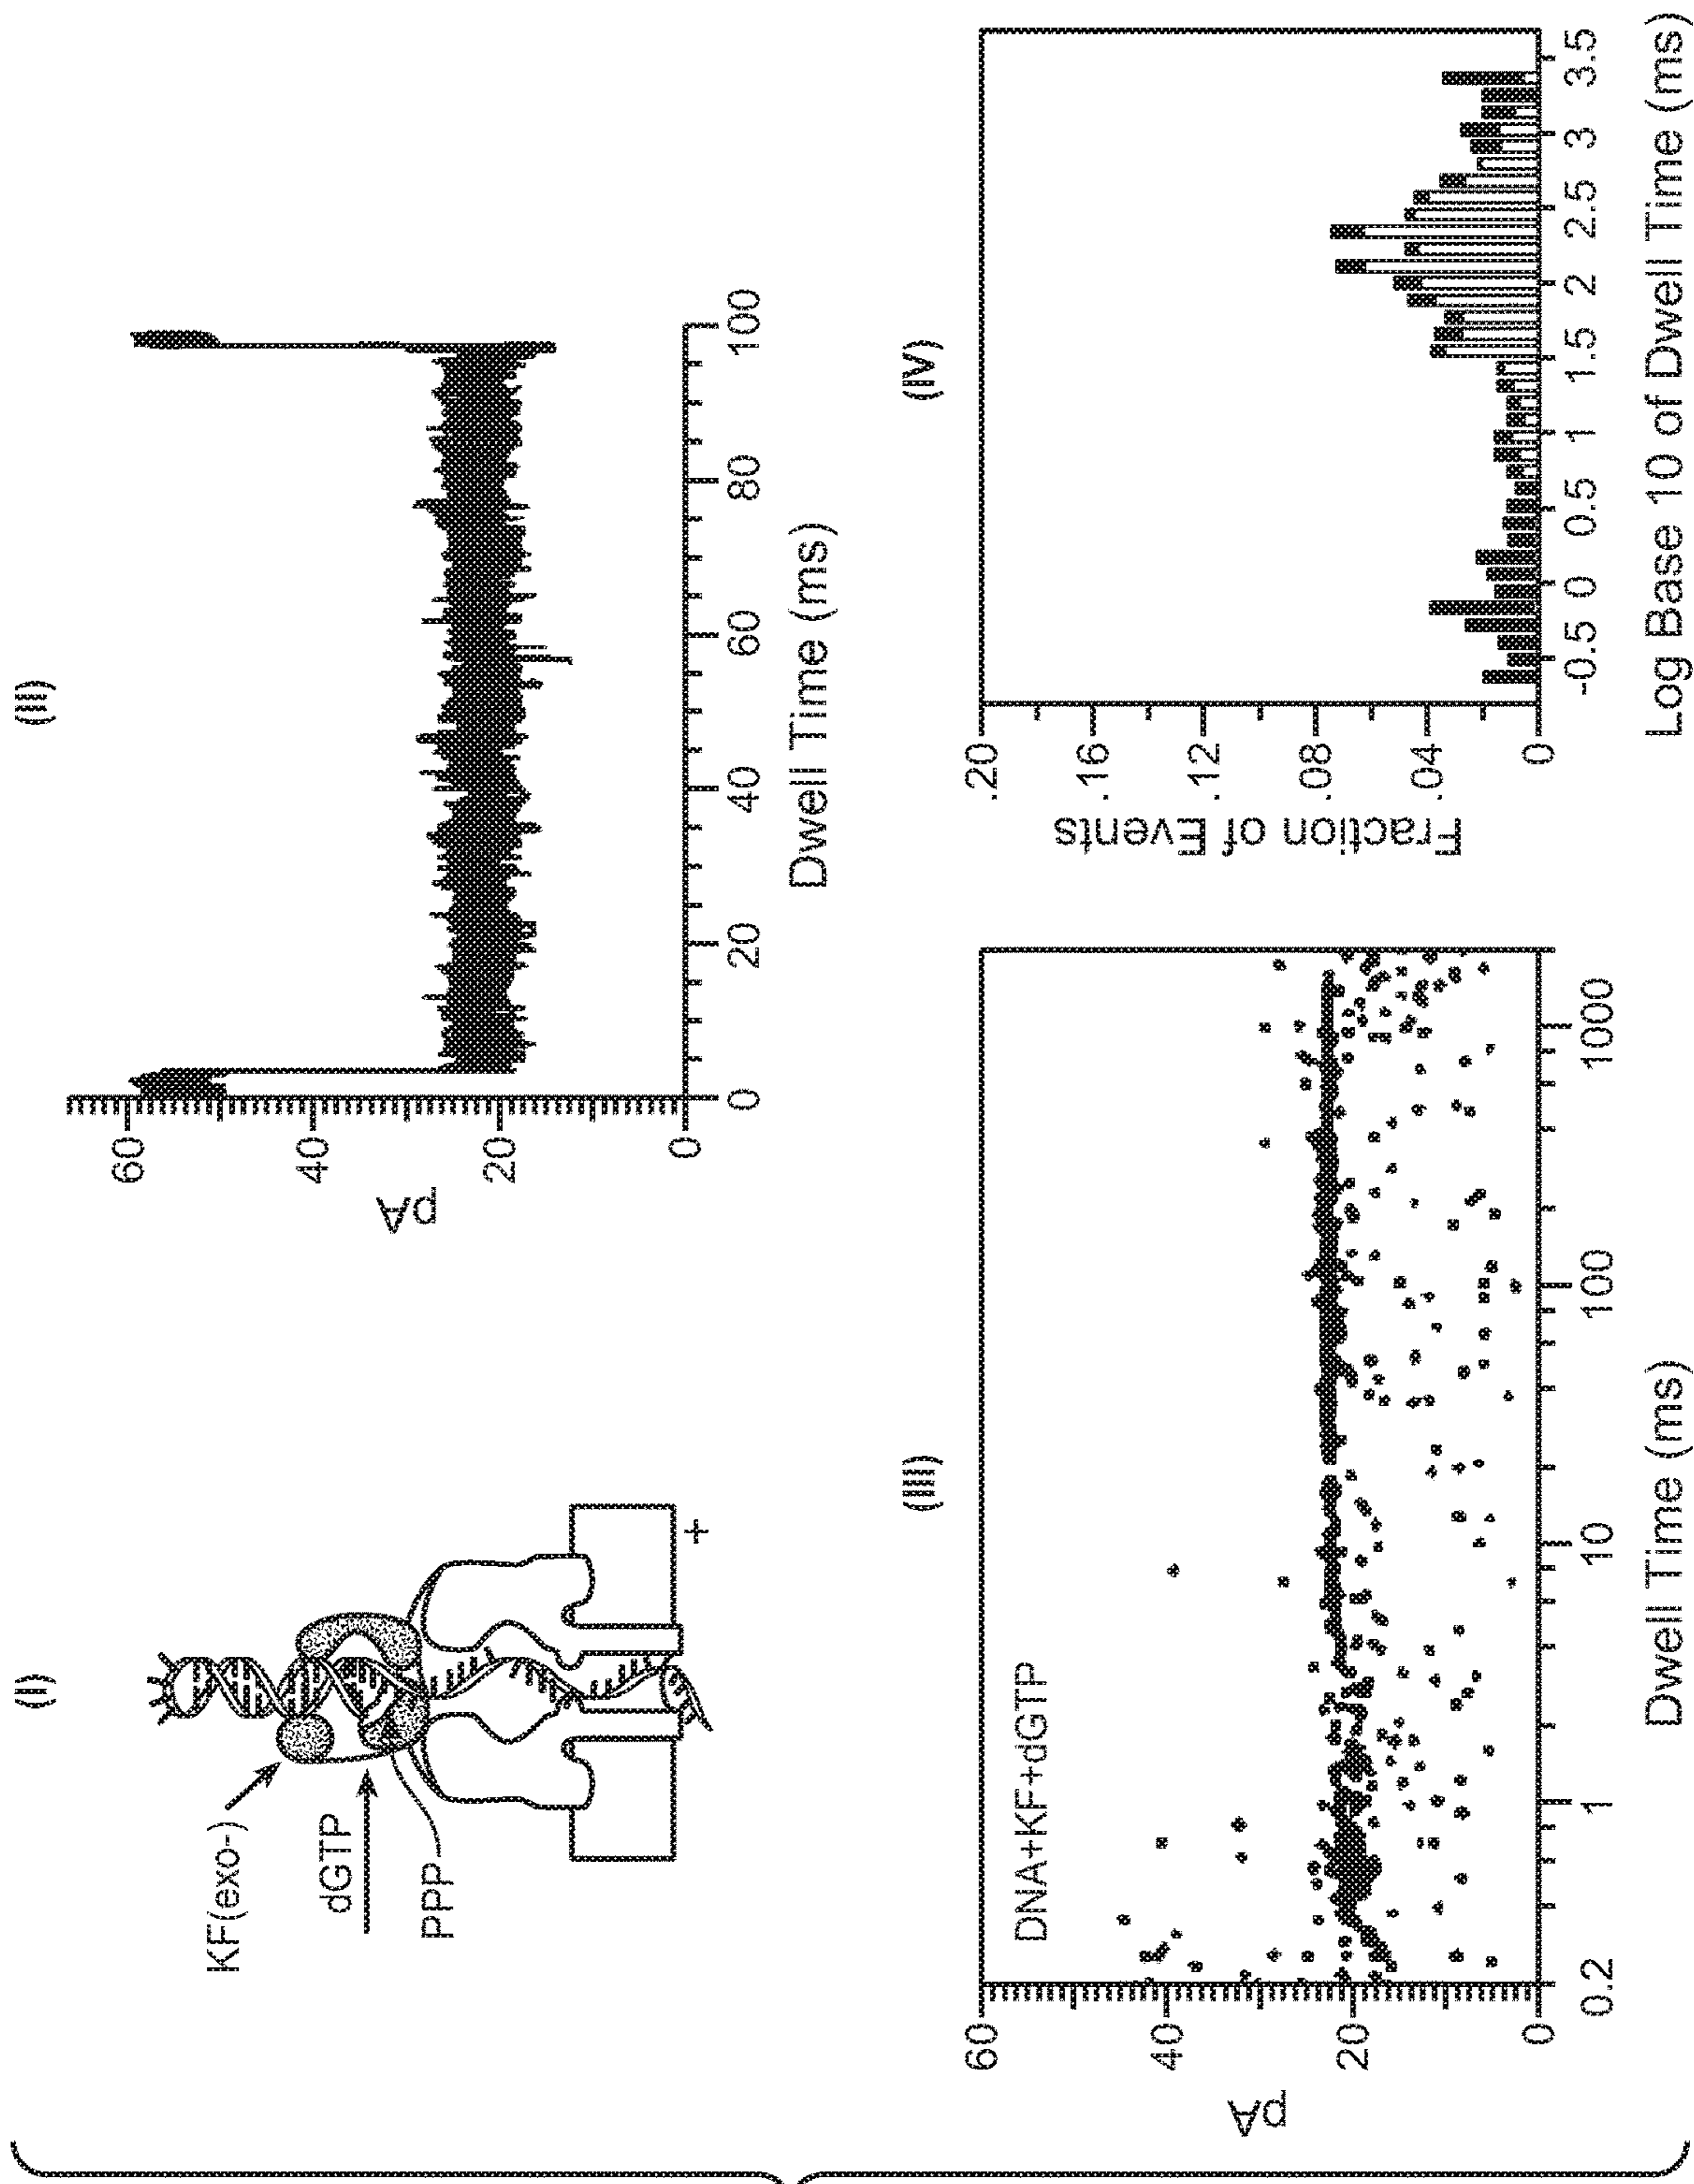 (I)
KF(exo-)
dGTP
PPP
+
(II)
pA
60
40
20
0
0 20 40 60 80 100
Dwell Time (ms)
(III)
DNA+KF+dGTP
pA
60
40
20
0
0.2 1 10 100 1000
Dwell Time (ms)
(IV)
Fraction of Events
.20
.16
.12
.08
.04
0
-0.5 0 0.5 1 1.5 2 2.5 3 3.5
Log Base 10 of Dwell Time (ms)